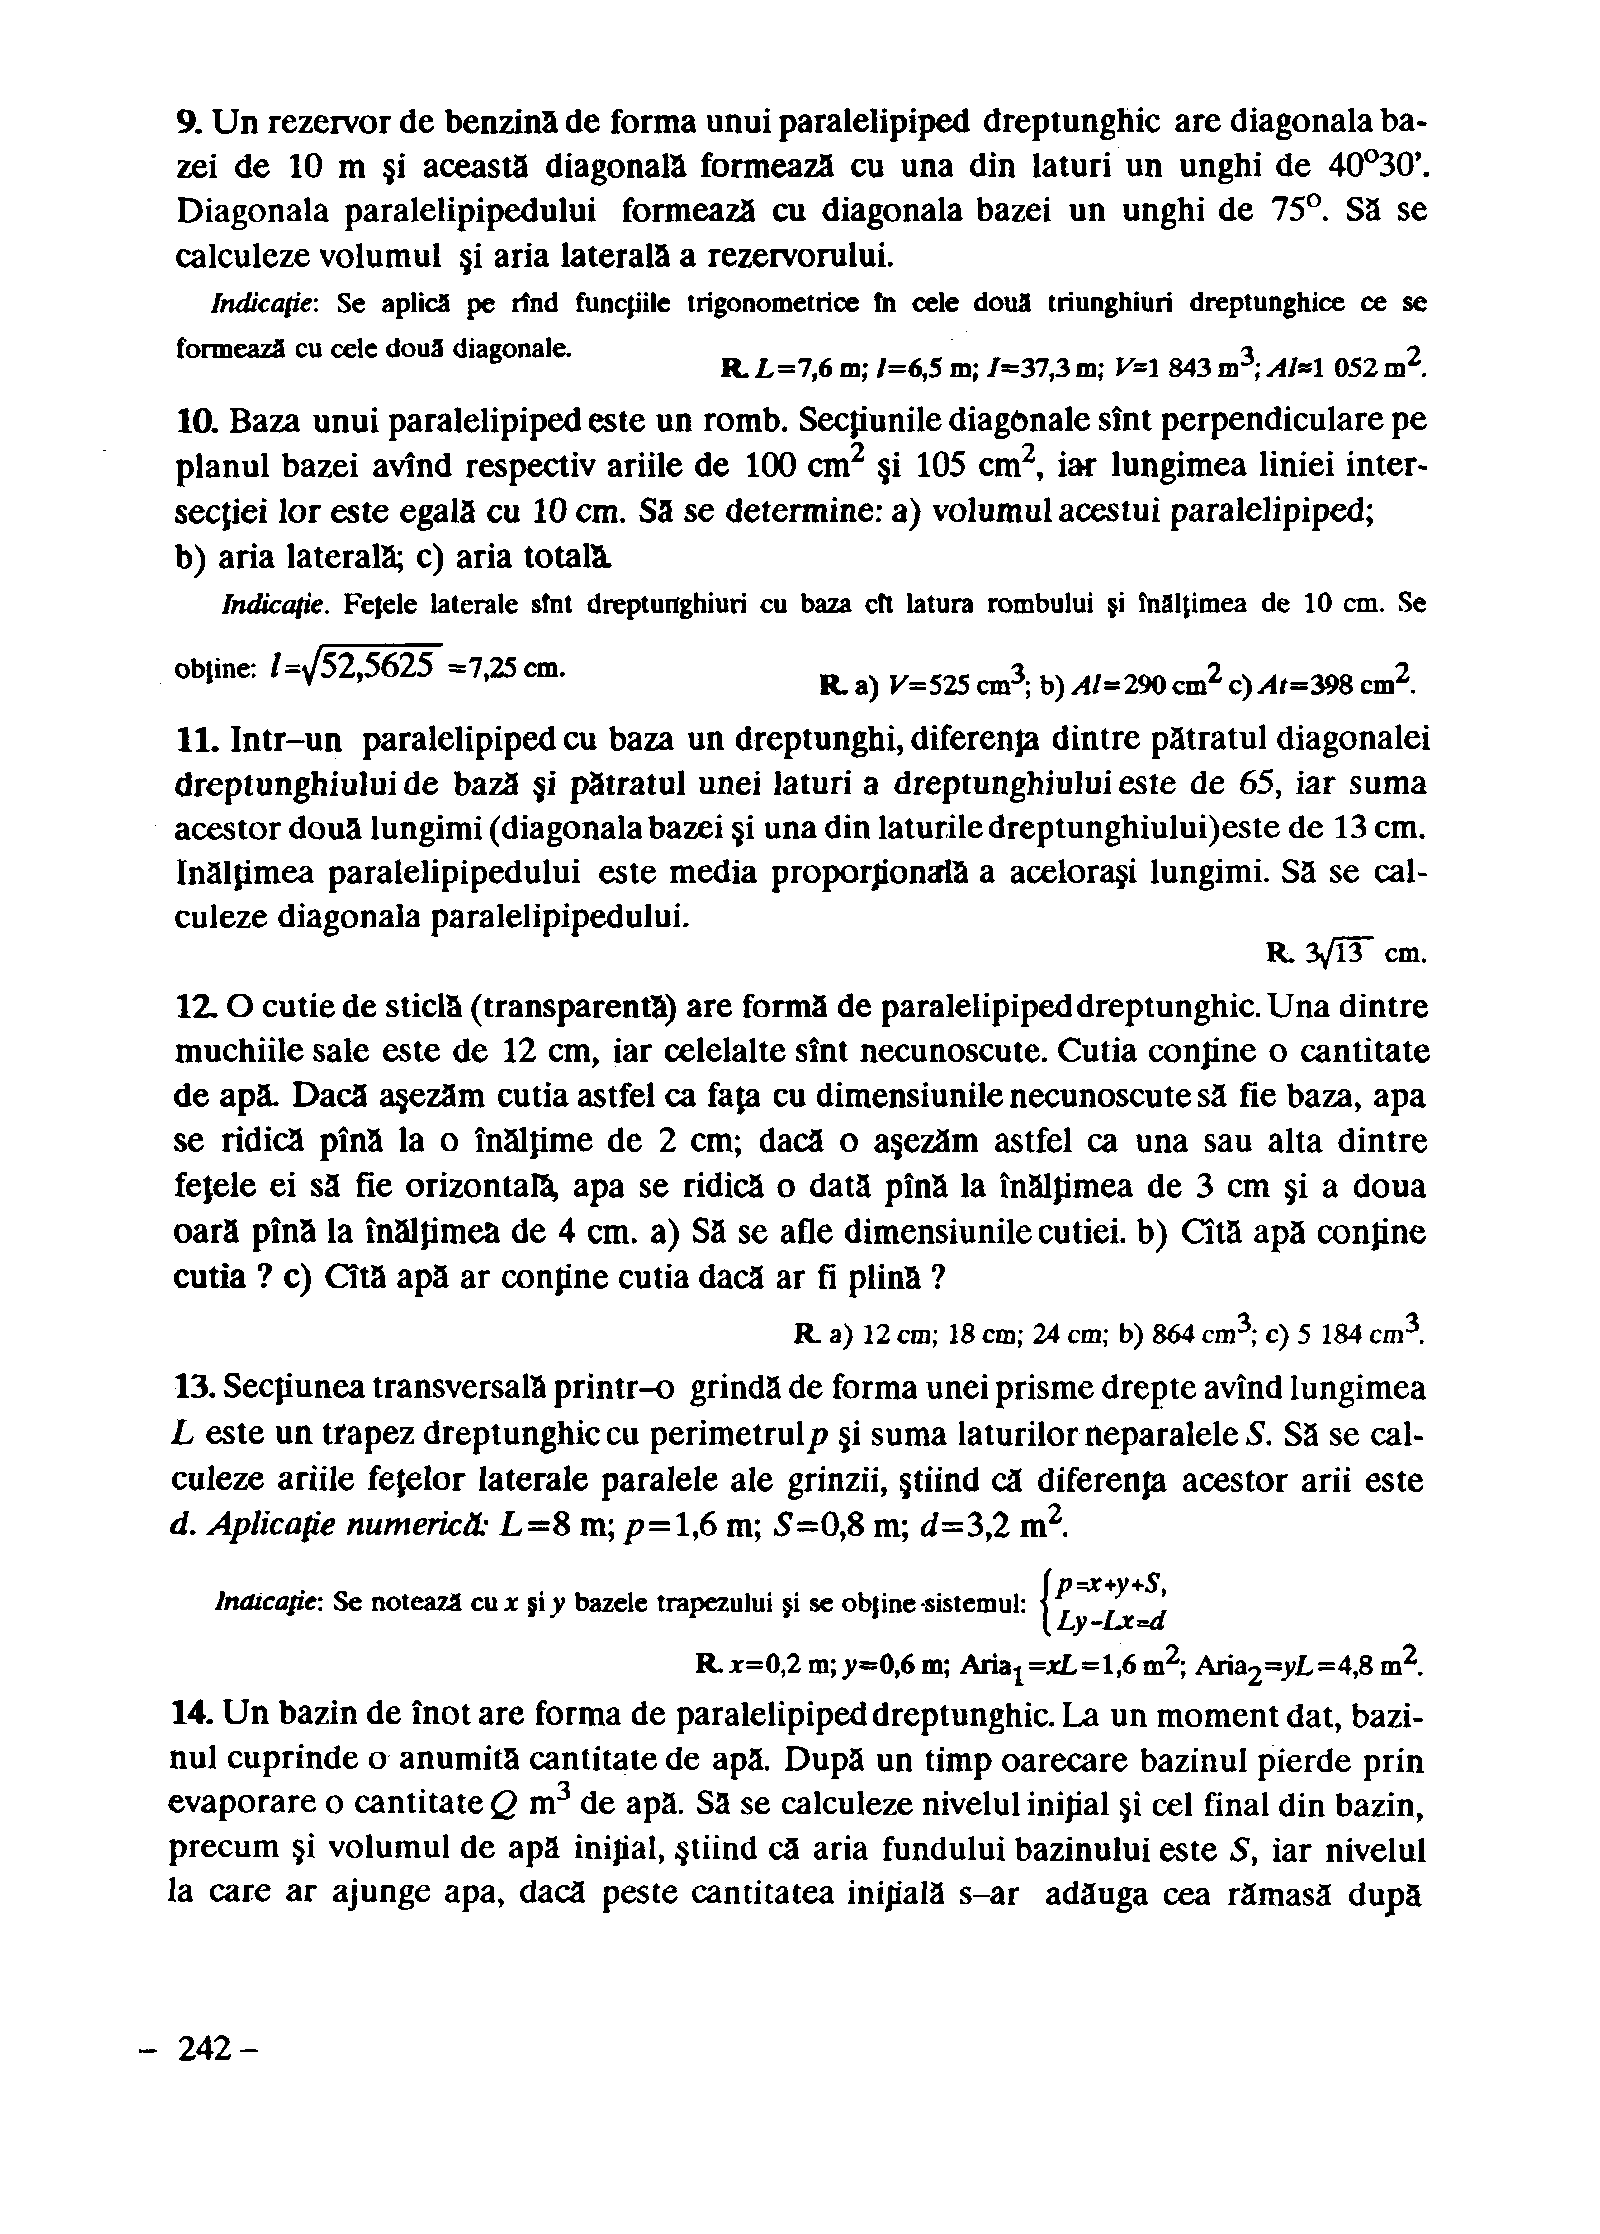 9. Un rezervor de benzină de forma unui paralelipiped dreptunghic are diagonala ba-
zei de 10 m şi această diagonală formează cu una din laturi un unghi de 40°30'.
Diagonala paralelipipedului formează cu diagonala bazei un unghi de 75°. Să se
calculeze volumul şi aria laterală a rezervorului.
Indicaţie: Se aplică pe rînd funcţiile trigonometrice în cele două triunghiuri dreptunghice ce se
formează cu cele două diagonale.
R. L=7,6 m; l=6,5 m; I=37,3 m; V≈1 843 m³; Al≈1 052 m².
10. Baza unui paralelipiped este un romb. Secţiunile diagonale sînt perpendiculare pe
planul bazei avînd respectiv ariile de 100 cm² şi 105 cm², iar lungimea liniei inter-
secţiei lor este egală cu 10 cm. Să se determine: a) volumul acestui paralelipiped;
b) aria laterală; c) aria totală.
Indicaţie. Feţele laterale sînt dreptunghiuri cu baza cît latura rombului şi înălţimea de 10 cm. Se
obţine: l=√52,5625 ≈7,25 cm.
R. a) V=525 cm³; b) Al=290 cm² c) At=398 cm².
11. Intr-un paralelipiped cu baza un dreptunghi, diferenţa dintre pătratul diagonalei
dreptunghiului de bază şi pătratul unei laturi a dreptunghiului este de 65, iar suma
acestor două lungimi (diagonala bazei şi una din laturile dreptunghiului)este de 13 cm.
Inălţimea paralelipipedului este media proporţională a aceloraşi lungimi. Să se cal-
culeze diagonala paralelipipedului.
R. 3√13 cm.
12. O cutie de sticlă (transparentă) are formă de paralelipiped dreptunghic. Una dintre
muchiile sale este de 12 cm, iar celelalte sînt necunoscute. Cutia conţine o cantitate
de apă. Dacă aşezăm cutia astfel ca faţa cu dimensiunile necunoscute să fie baza, apa
se ridică pînă la o înălţime de 2 cm; dacă o aşezăm astfel ca una sau alta dintre
feţele ei să fie orizontală, apa se ridică o dată pînă la înălţimea de 3 cm şi a doua
oară pînă la înălţimea de 4 cm. a) Să se afle dimensiunile cutiei. b) Cîtă apă conţine
cutia ? c) Cîtă apă ar conţine cutia dacă ar fi plină ?
R. a) 12 cm; 18 cm; 24 cm; b) 864 cm³; c) 5 184 cm³.
13. Secţiunea transversală printr-o grindă de forma unei prisme drepte avînd lungimea
L este un trapez dreptunghic cu perimetrul p şi suma laturilor neparalele S. Să se cal-
culeze ariile feţelor laterale paralele ale grinzii, ştiind că diferenţa acestor arii este
d. Aplicaţie numerică: L=8 m; p=1,6 m; S=0,8 m; d=3,2 m².
Indicaţie: Se notează cu x şi y bazele trapezului şi se obţine sistemul: { p=x+y+S,
Ly-Lx=d
R. x=0,2 m; y=0,6 m; Aria₁=xL=1,6 m²; Aria₂=yL=4,8 m².
14. Un bazin de înot are forma de paralelipiped dreptunghic. La un moment dat, bazi-
nul cuprinde o anumită cantitate de apă. După un timp oarecare bazinul pierde prin
evaporare o cantitate Q m³ de apă. Să se calculeze nivelul iniţial şi cel final din bazin,
precum şi volumul de apă iniţial, ştiind că aria fundului bazinului este S, iar nivelul
la care ar ajunge apa, dacă peste cantitatea iniţială s-ar adăuga cea rămasă după
- 242 -